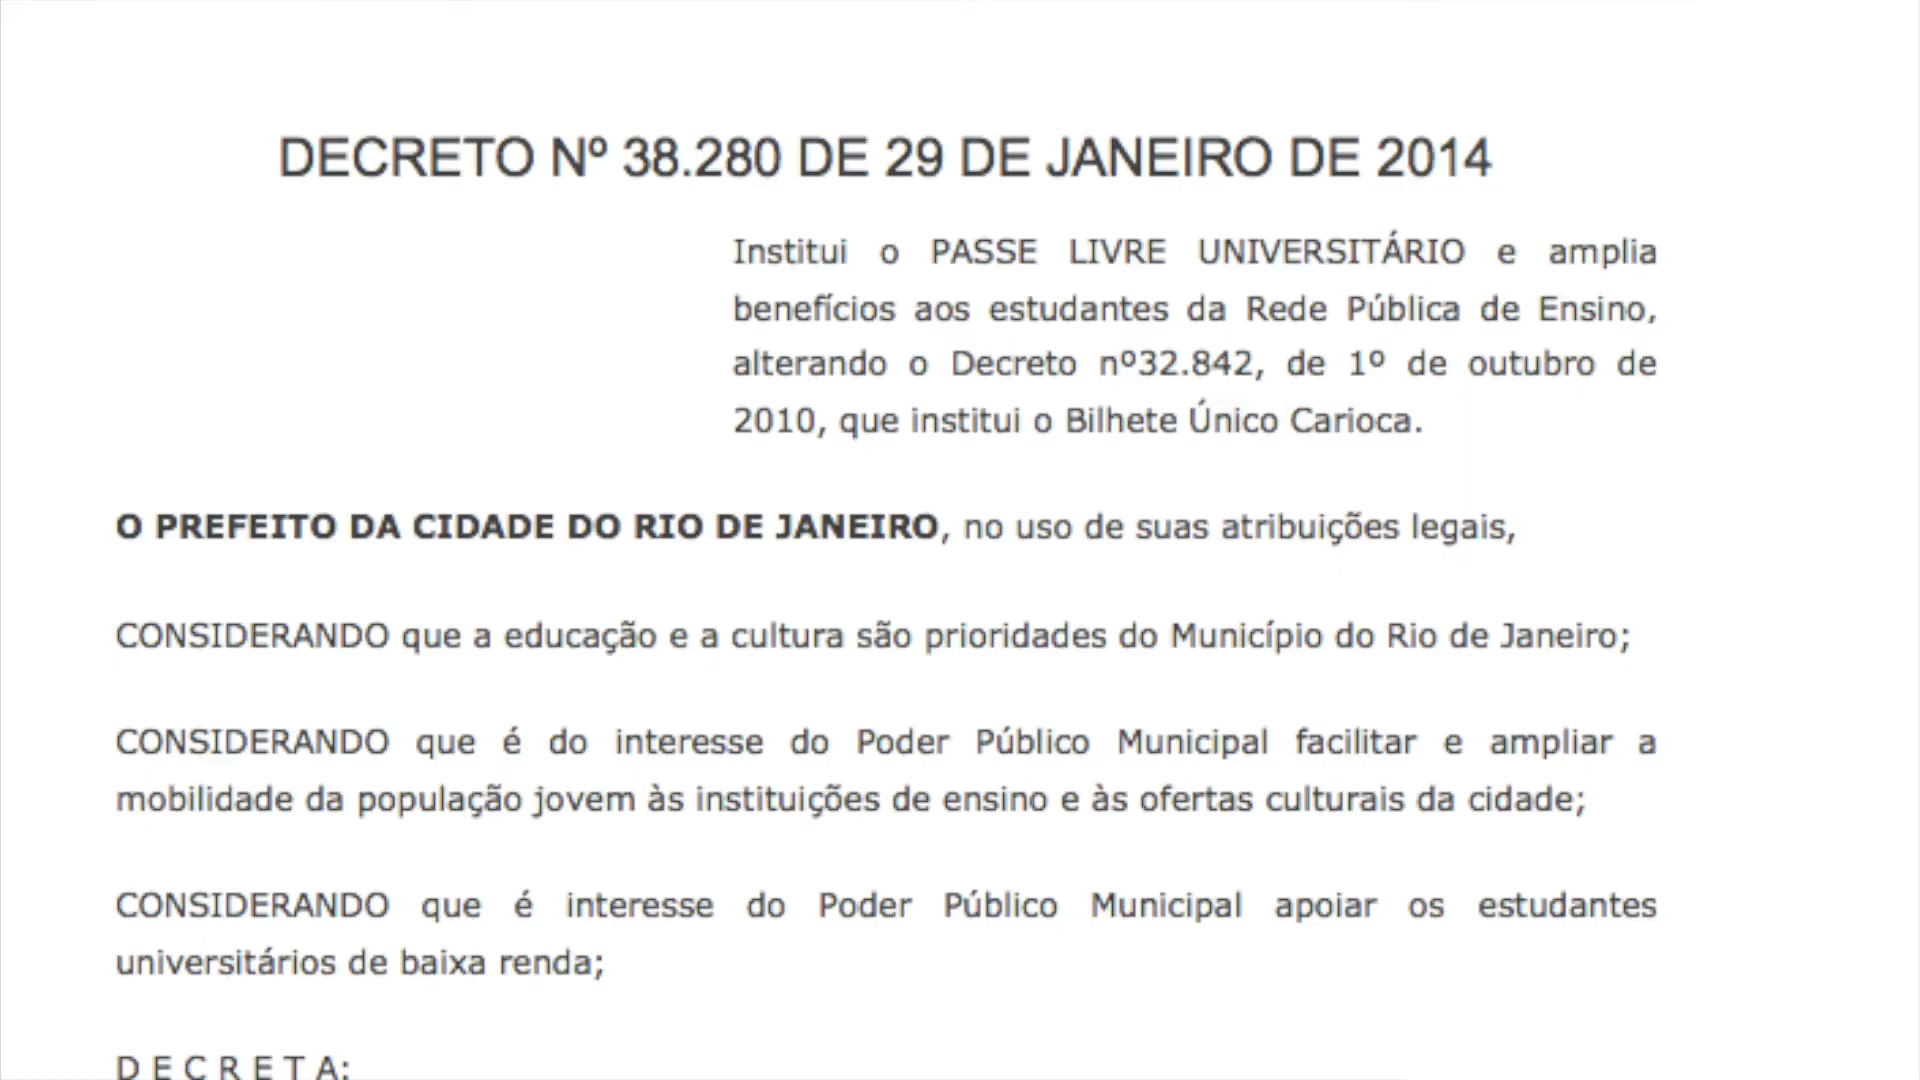 DECRETO Nº 38.280 DE 29 DE JANEIRO DE 2014
Institui o PASSE LIVRE UNIVERSITÁRIO e amplia
benefícios aos estudantes da Rede Pública de Ensino,
alterando o Decreto nº32.842, de 1º de outubro de
2010, que institui o Bilhete Único Carioca.
O PREFEITO DA CIDADE DO RIO DE JANEIRO, no uso de suas atribuições legais,
CONSIDERANDO que a educação e a cultura são prioridades do Município do Rio de Janeiro;
CONSIDERANDO que é do interesse do Poder Público Municipal facilitar e ampliar a
mobilidade da população jovem às instituições de ensino e às ofertas culturais da cidade;
CONSIDERANDO que é interesse do Poder Público Municipal apoiar os estudantes
universitários de baixa renda;
D E C R E T A: